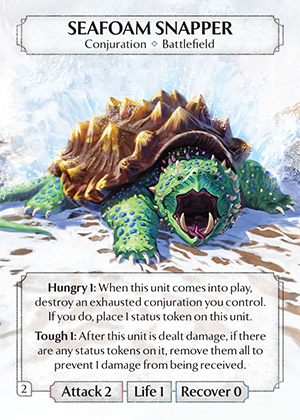 SEAFOAM SNAPPER
Conjuration ⋄ Battlefield
Hungry 1: When this unit comes into play,
destroy an exhausted conjuration you control.
If you do, place 1 status token on this unit.
Tough 1: After this unit is dealt damage, if there
are any status tokens on it, remove them all to
prevent 1 damage from being received.
2
Attack 2 Life 1 Recover 0